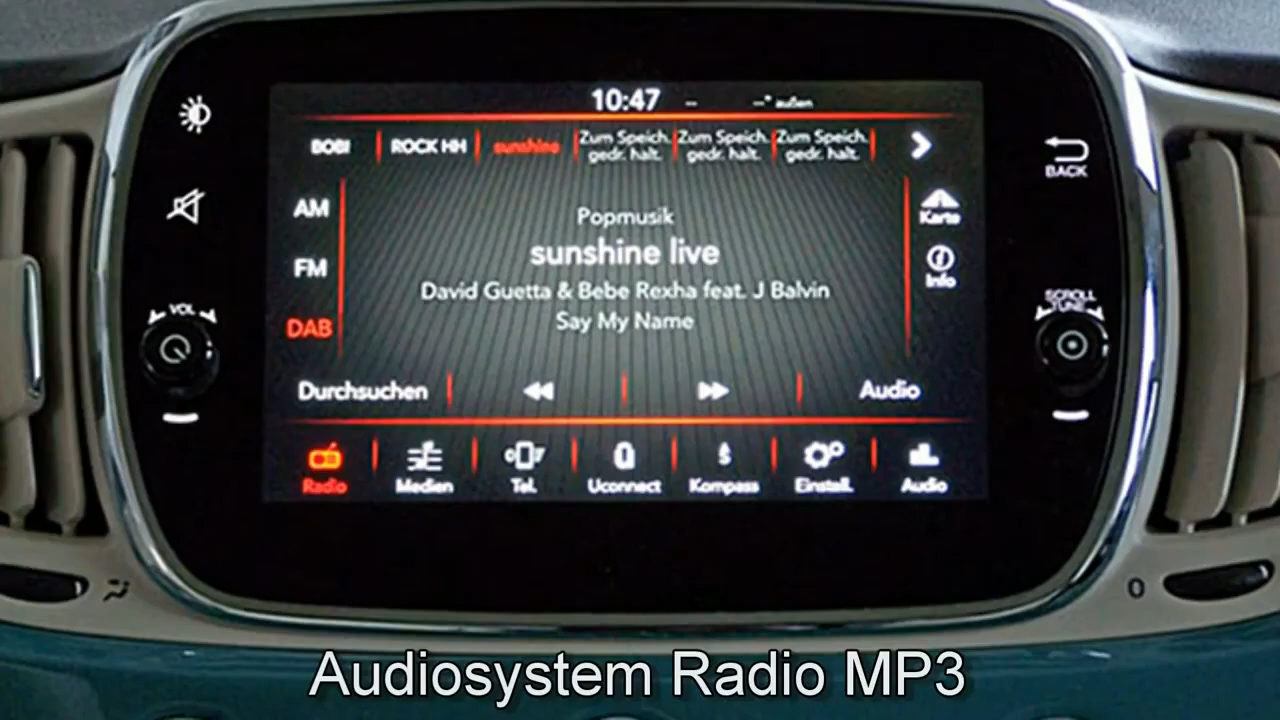 10:47 -- --° außen
BOBI ROCK HH sunshine Zum Speich. gedr. halt. Zum Speich. gedr. halt. Zum Speich. gedr. halt.
BACK
AM
Karte
Popmusik
sunshine live
FM
Info
David Guetta & Bebe Rexha feat. J Balvin
VOL
SCROLL
TUNE
DAB
Say My Name
Durchsuchen
Audio
Radio Medien Tel. Uconnect Kompass Einstell. Audio
0
Audiosystem Radio MP3